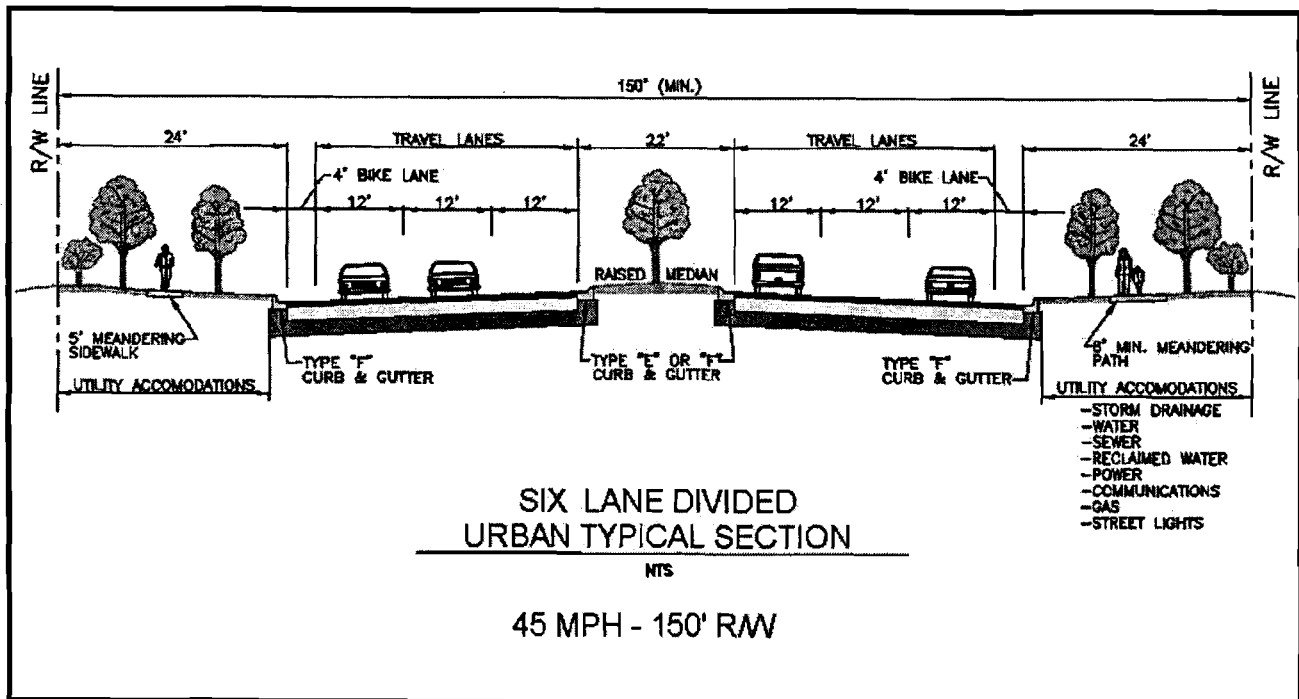 150' (MIN.)
R/W LINE
R/W LINE
24'
TRAVEL LANES
22'
TRAVEL LANES
24'
4' BIKE LANE
4' BIKE LANE
12'
12'
12'
12'
12'
12'
RAISED MEDIAN
5' MEANDERING
SIDEWALK
TYPE "F"
CURB & GUTTER
TYPE "E" OR "F"
CURB & GUTTER
TYPE "F"
CURB & GUTTER
8' MIN. MEANDERING
PATH
UTILITY ACCOMODATIONS
UTILITY ACCOMODATIONS
-STORM DRAINAGE
-WATER
-SEWER
-RECLAIMED WATER
-POWER
-COMMUNICATIONS
-GAS
-STREET LIGHTS
SIX LANE DIVIDED
URBAN TYPICAL SECTION
NTS
45 MPH - 150' R/W